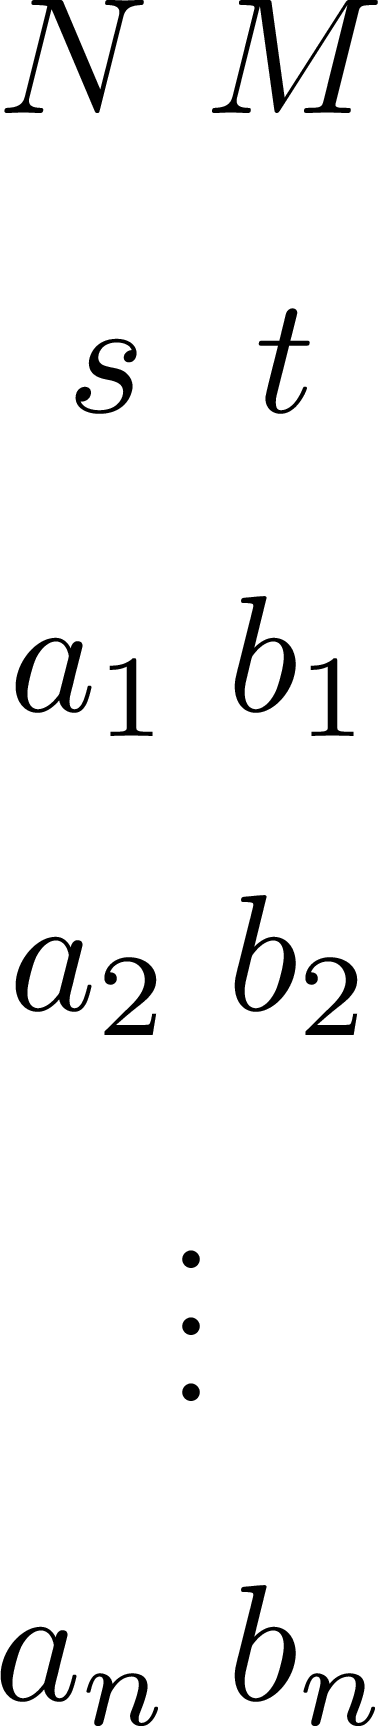 N M
s t
a₁ b₁
a₂ b₂
⋮
aₙ bₙ